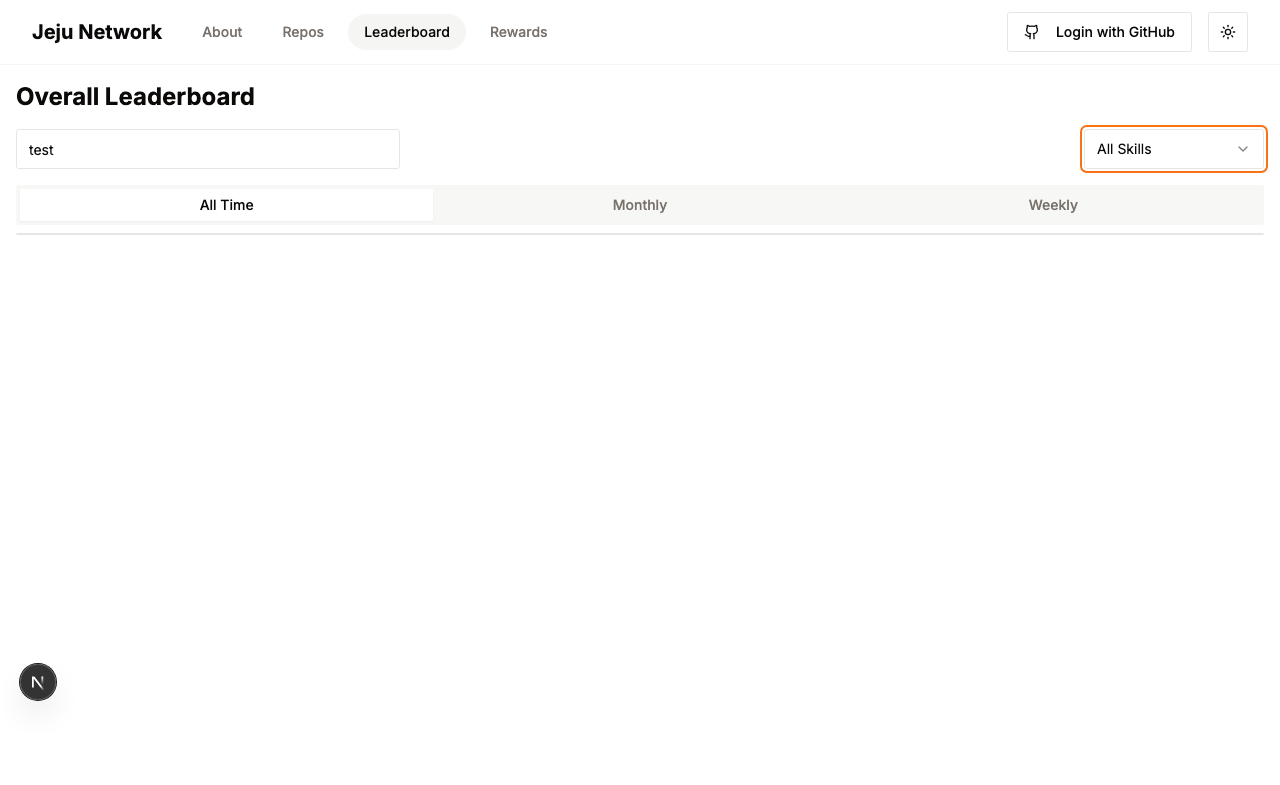 Jeju Network
About
Repos
Leaderboard
Rewards
Login with GitHub
Overall Leaderboard
test
All Skills
All Time
Monthly
Weekly
N